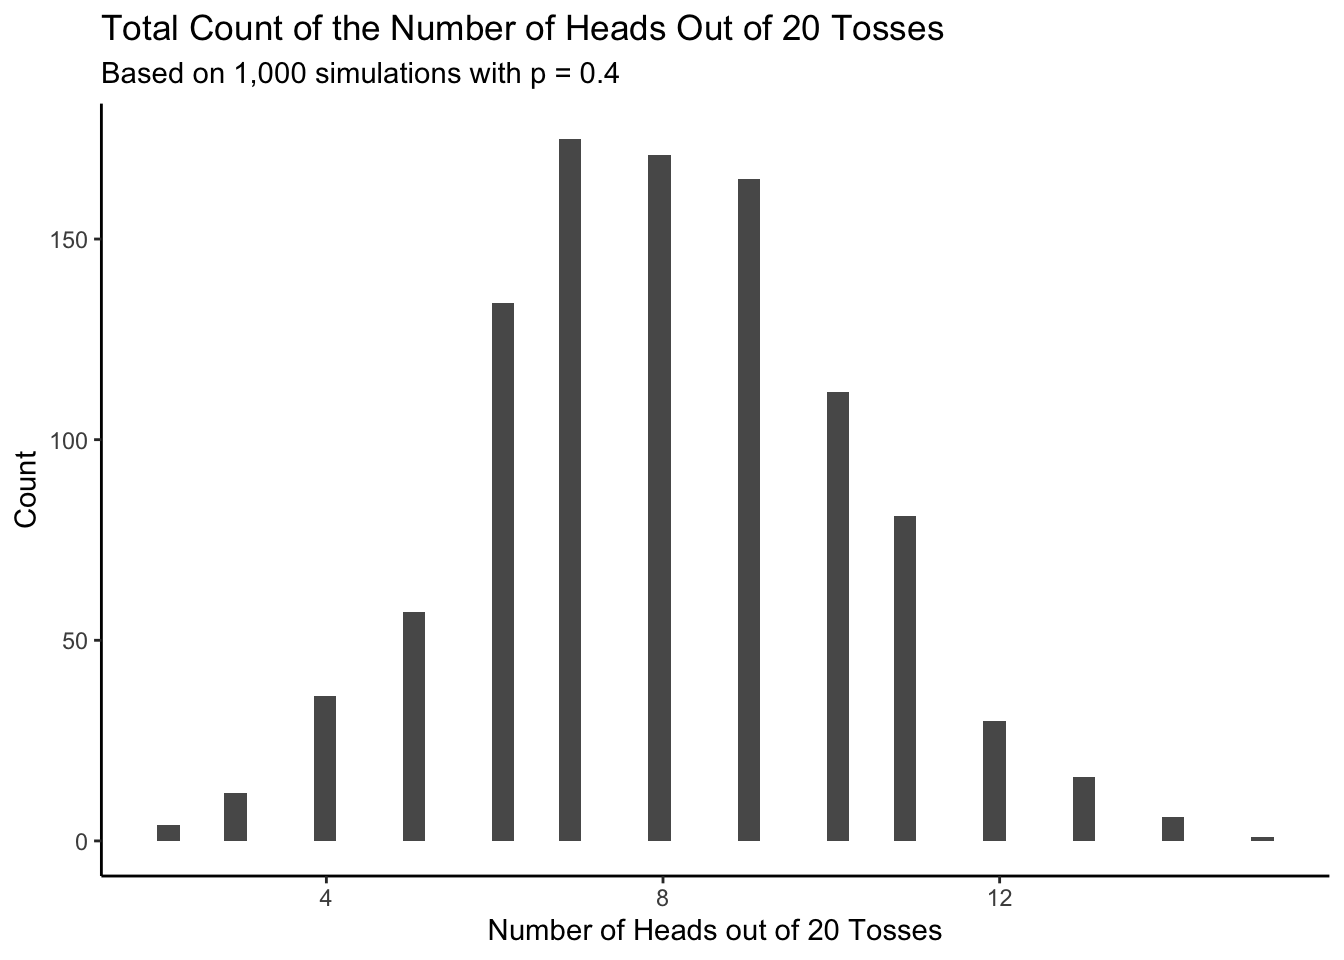 Total Count of the Number of Heads Out of 20 Tosses
Based on 1,000 simulations with p = 0.4
150
100
50
0
Count
4 8 12
Number of Heads out of 20 Tosses